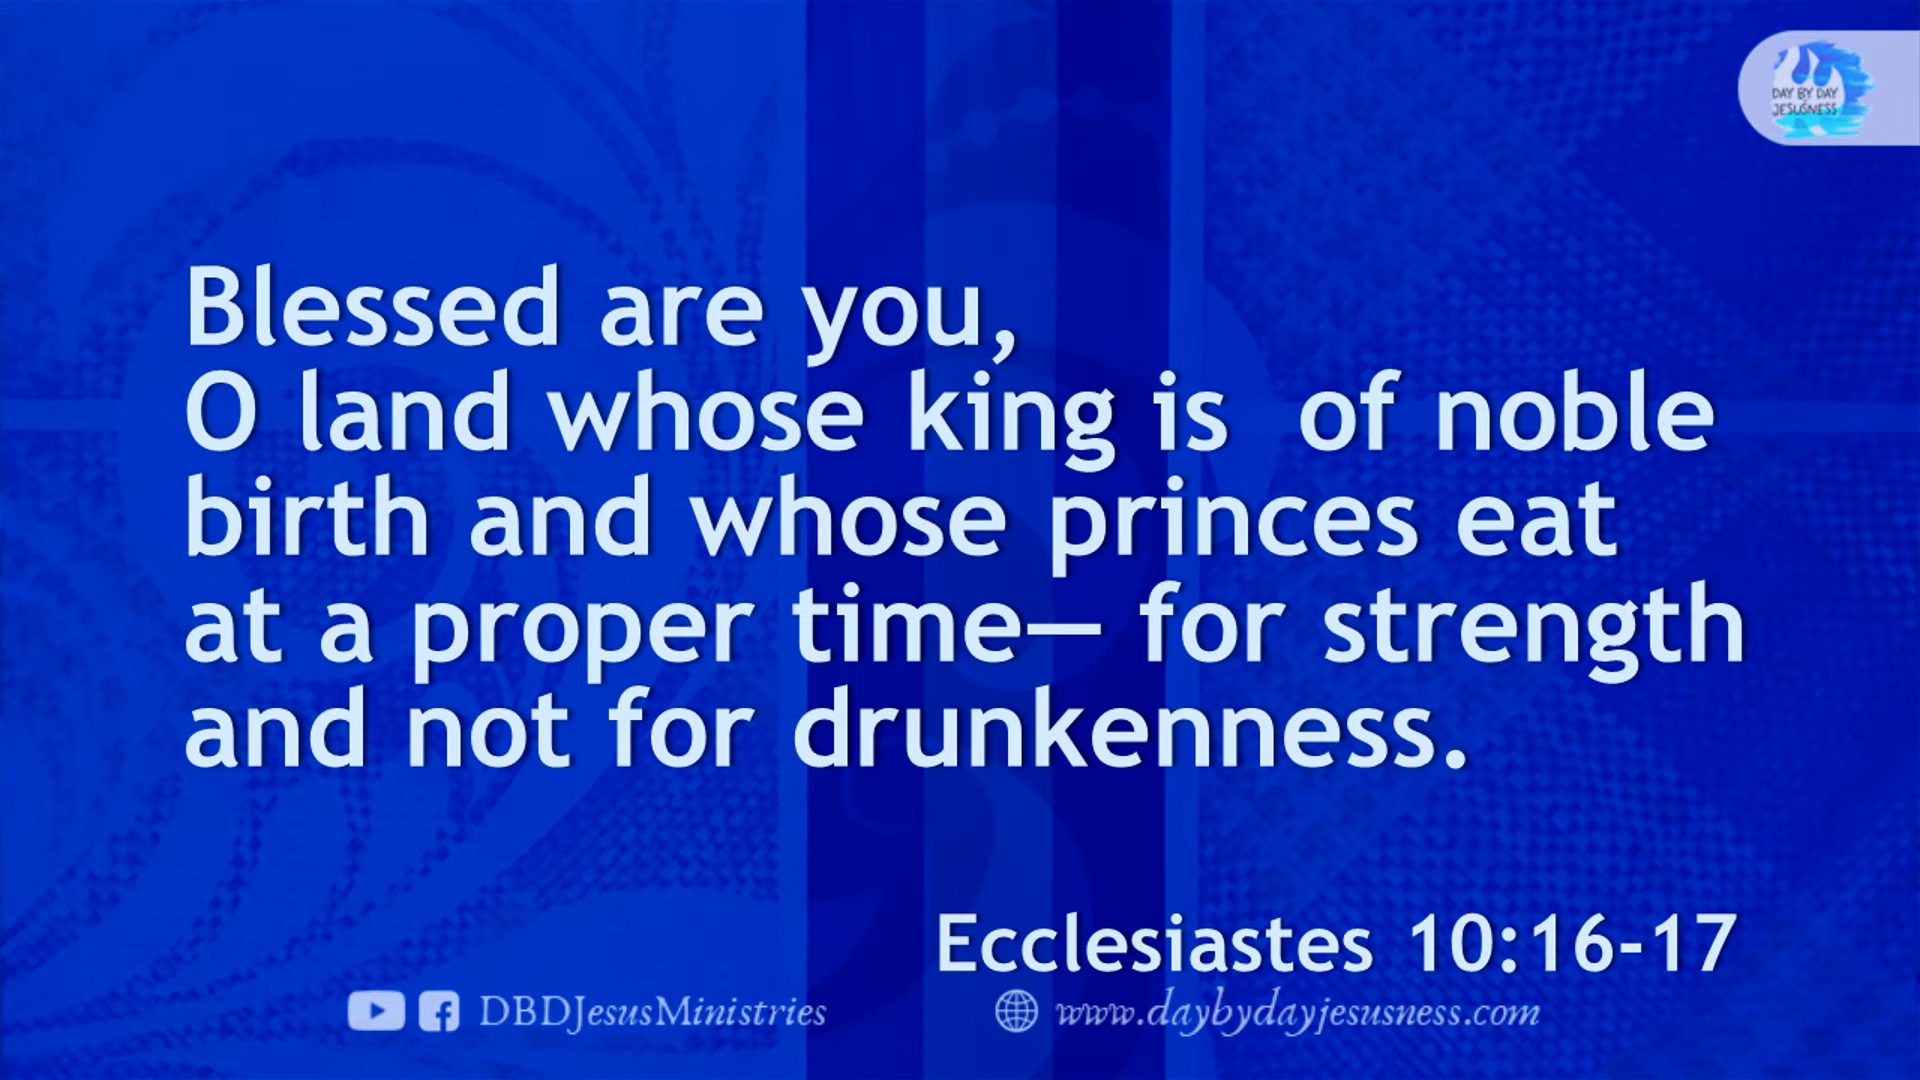 DAY BY DAY
JESUSNESS
Blessed are you,
O land whose king is  of noble
birth and whose princes eat
at a proper time— for strength
and not for drunkenness.
Ecclesiastes 10:16-17
DBDJesusMinistries
www.daybydayjesusness.com